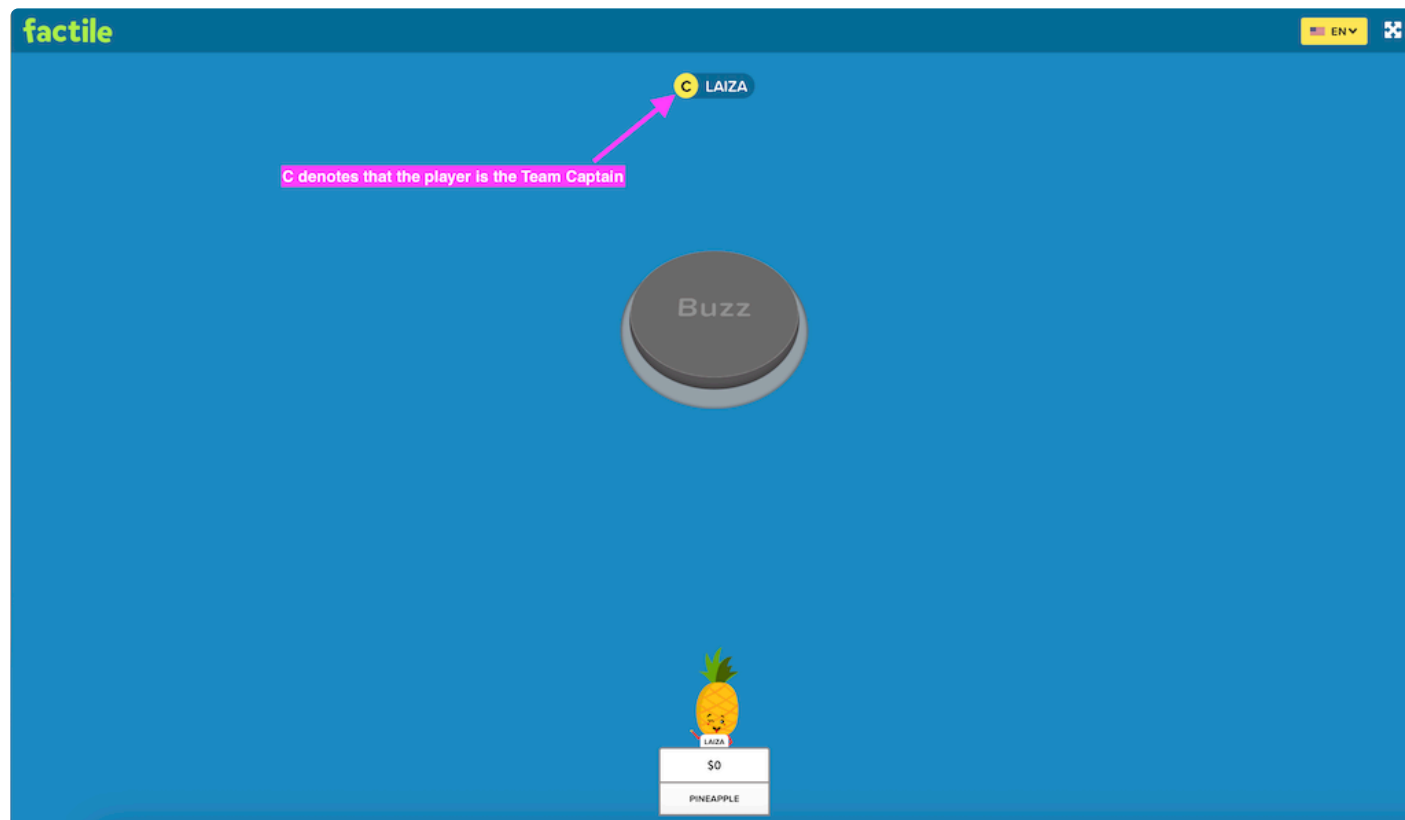 factile
EN
C LAIZA
C denotes that the player is the Team Captain
Buzz
LAIZA
$0
PINEAPPLE